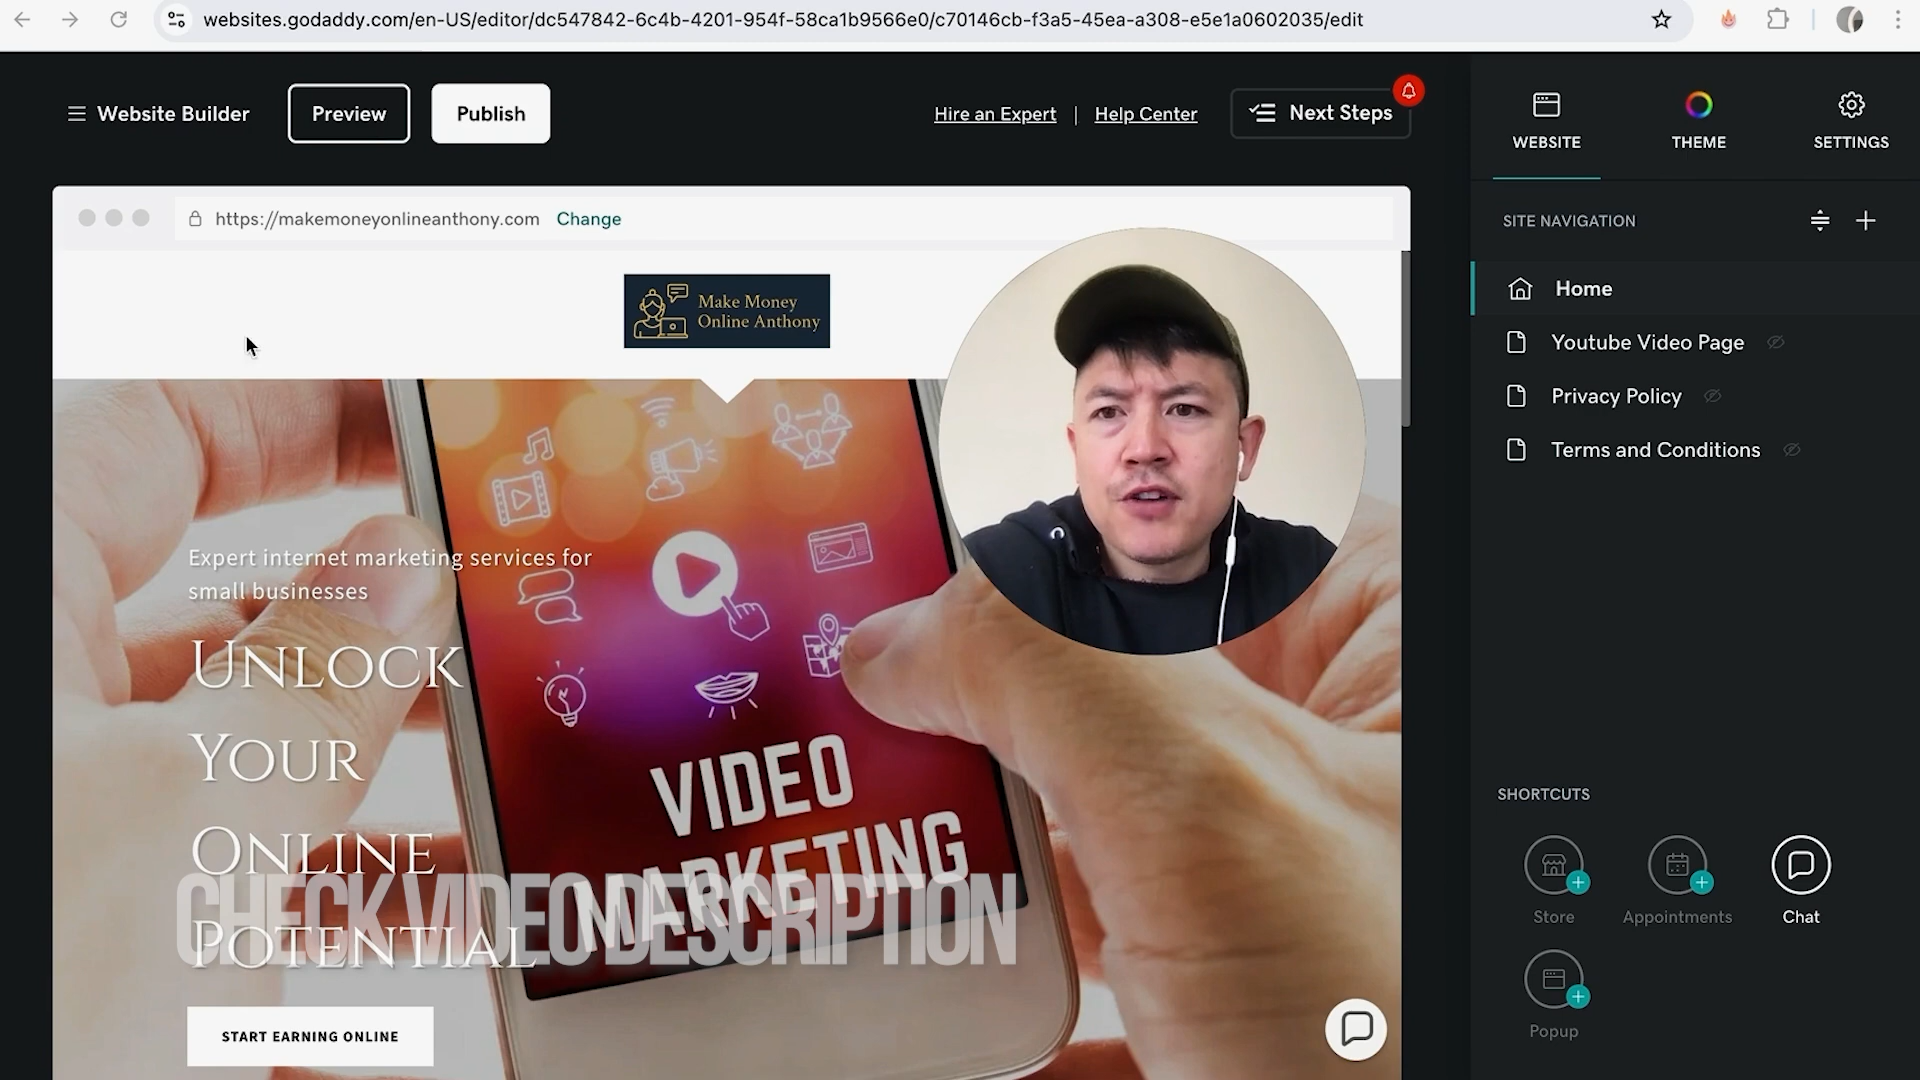 websites.godaddy.com/en-US/editor/dc547842-6c4b-4201-954f-58ca1b9566e0/c70146cb-f3a5-45ea-a308-e5e1a0602035/edit
Website Builder
Preview
Publish
Hire an Expert | Help Center
Next Steps
WEBSITE
THEME
SETTINGS
https://makemoneyonlineanthony.com Change
SITE NAVIGATION
Home
Youtube Video Page
Privacy Policy
Terms and Conditions
Make Money
Online Anthony
Expert internet marketing services for
small businesses
UNLOCK
YOUR
ONLINE
POTENTIAL
VIDEO
MARKETING
CHECK VIDEO DESCRIPTION
START EARNING ONLINE
SHORTCUTS
Store
Appointments
Chat
Popup